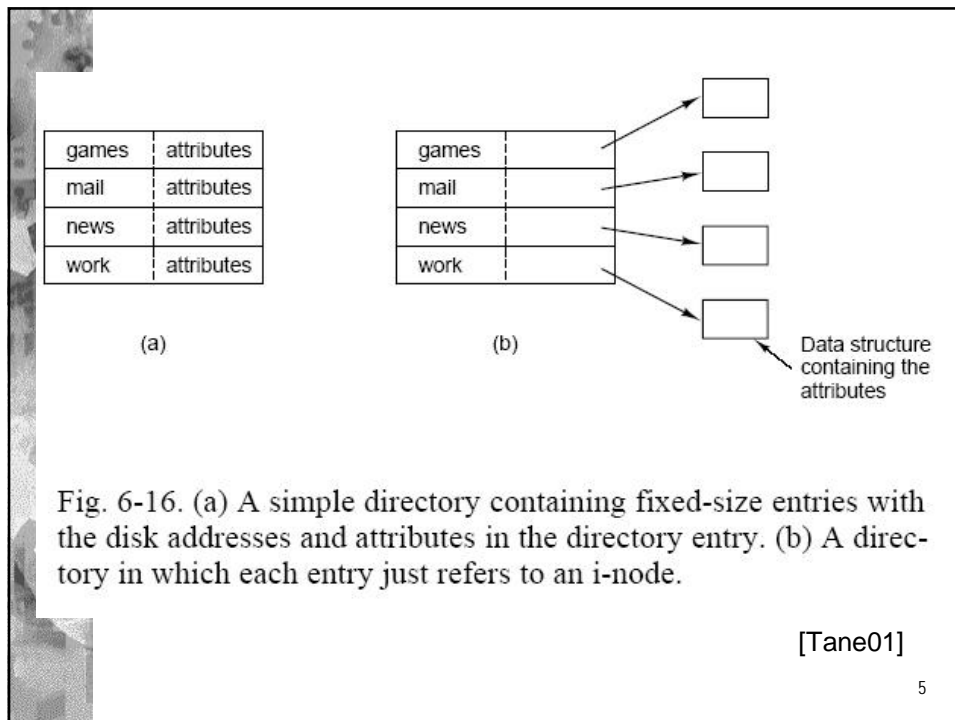 games attributes
mail attributes
news attributes
work attributes
(a)
games
mail
news
work
(b)
Data structure
containing the
attributes
Fig. 6-16. (a) A simple directory containing fixed-size entries with
the disk addresses and attributes in the directory entry. (b) A direc-
tory in which each entry just refers to an i-node.
[Tane01]
5